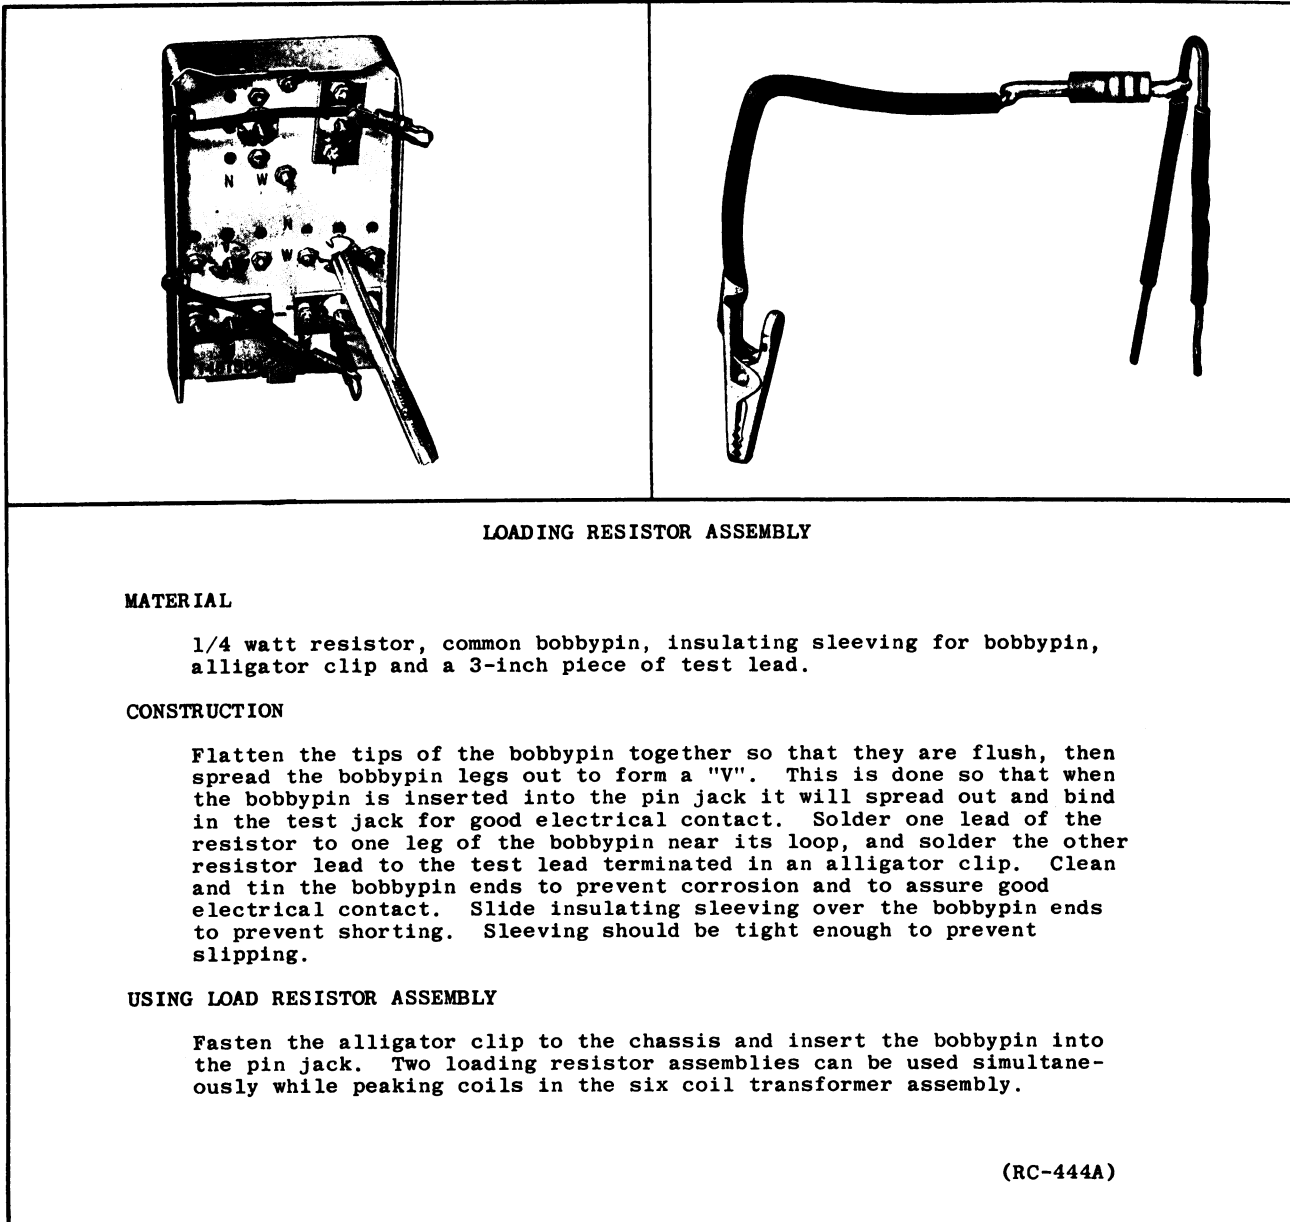 N W
N
W
LOADING RESISTOR ASSEMBLY
MATERIAL
1/4 watt resistor, common bobbypin, insulating sleeving for bobbypin,
alligator clip and a 3-inch piece of test lead.
CONSTRUCTION
Flatten the tips of the bobbypin together so that they are flush, then
spread the bobbypin legs out to form a "V". This is done so that when
the bobbypin is inserted into the pin jack it will spread out and bind
in the test jack for good electrical contact. Solder one lead of the
resistor to one leg of the bobbypin near its loop, and solder the other
resistor lead to the test lead terminated in an alligator clip. Clean
and tin the bobbypin ends to prevent corrosion and to assure good
electrical contact. Slide insulating sleeving over the bobbypin ends
to prevent shorting. Sleeving should be tight enough to prevent
slipping.
USING LOAD RESISTOR ASSEMBLY
Fasten the alligator clip to the chassis and insert the bobbypin into
the pin jack. Two loading resistor assemblies can be used simultane-
ously while peaking coils in the six coil transformer assembly.
(RC-444A)